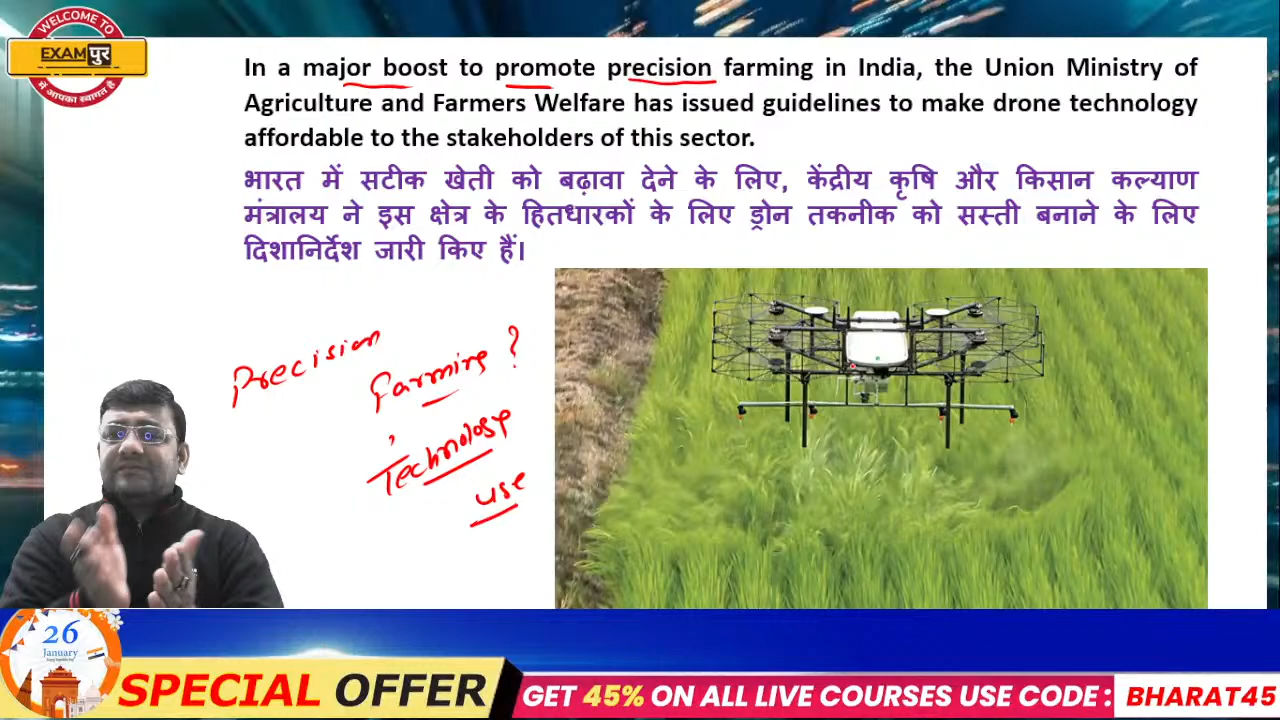 WELCOME TO
EXAMपुर
में आपका स्वागत है
In a major boost to promote precision farming in India, the Union Ministry of
Agriculture and Farmers Welfare has issued guidelines to make drone technology
affordable to the stakeholders of this sector.
भारत में सटीक खेती को बढ़ावा देने के लिए, केंद्रीय कृषि और किसान कल्याण
मंत्रालय ने इस क्षेत्र के हितधारकों के लिए ड्रोन तकनीक को सस्ती बनाने के लिए
दिशानिर्देश जारी किए हैं।
Precision
Farming?
Technology
use
26
January
SPECIAL OFFER
GET 45% ON ALL LIVE COURSES USE CODE : BHARAT45